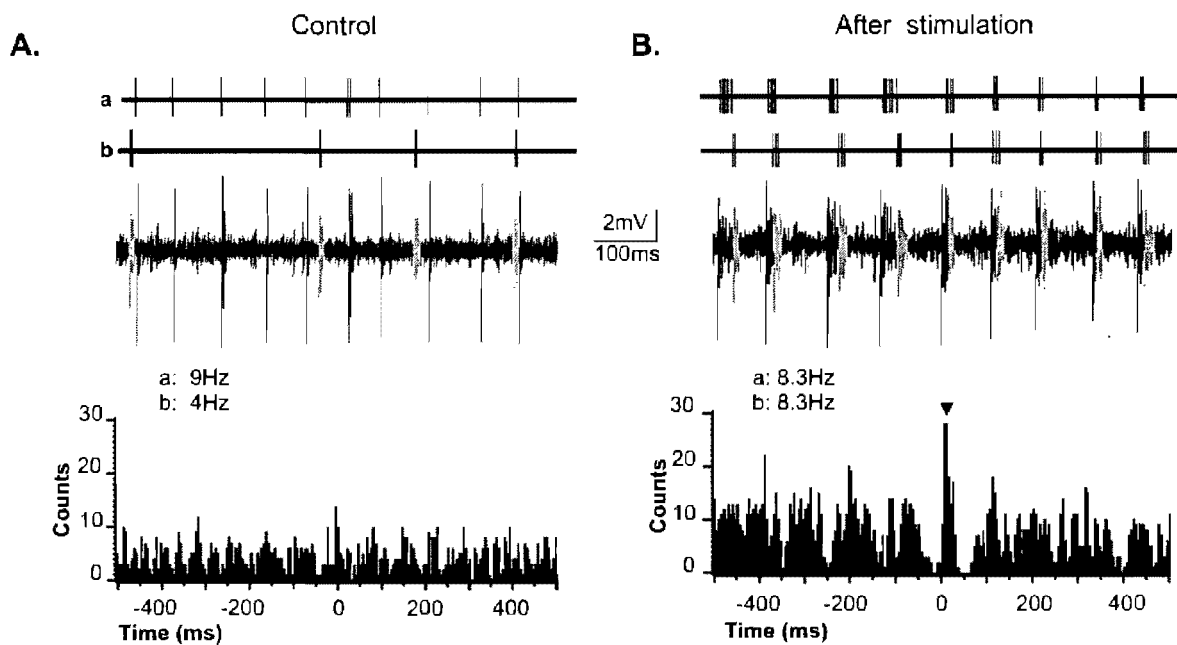 Control
A.
a
b
2mV
100ms
a: 9Hz
b: 4Hz
30
20
10
0
Counts
-400 -200 0 200 400
Time (ms)
After stimulation
B.
a: 8.3Hz
b: 8.3Hz
30
20
10
0
Counts
-400 -200 0 200 400
Time (ms)